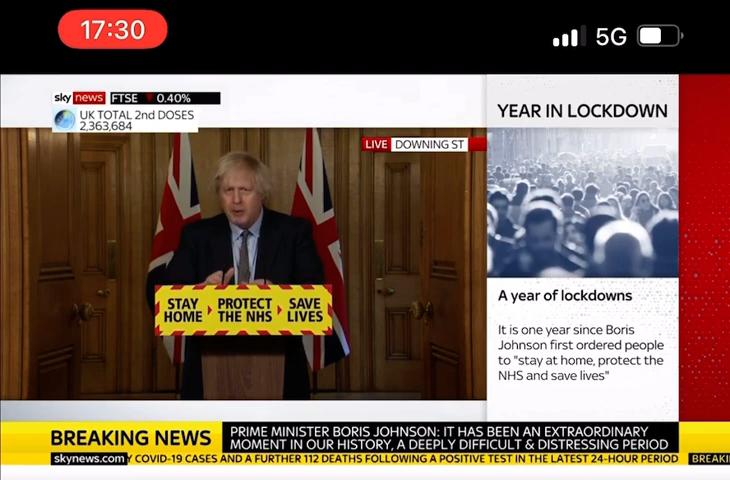 17:30
5G
sky news FTSE 0.40%
UK TOTAL 2nd DOSES
2,363,684
LIVE DOWNING ST
YEAR IN LOCKDOWN
STAY HOME PROTECT THE NHS SAVE LIVES
A year of lockdowns
It is one year since Boris
Johnson first ordered people
to "stay at home, protect the
NHS and save lives"
BREAKING NEWS
PRIME MINISTER BORIS JOHNSON: IT HAS BEEN AN EXTRAORDINARY
MOMENT IN OUR HISTORY, A DEEPLY DIFFICULT & DISTRESSING PERIOD
skynews.com Y COVID-19 CASES AND A FURTHER 112 DEATHS FOLLOWING A POSITIVE TEST IN THE LATEST 24-HOUR PERIOD BREAKI